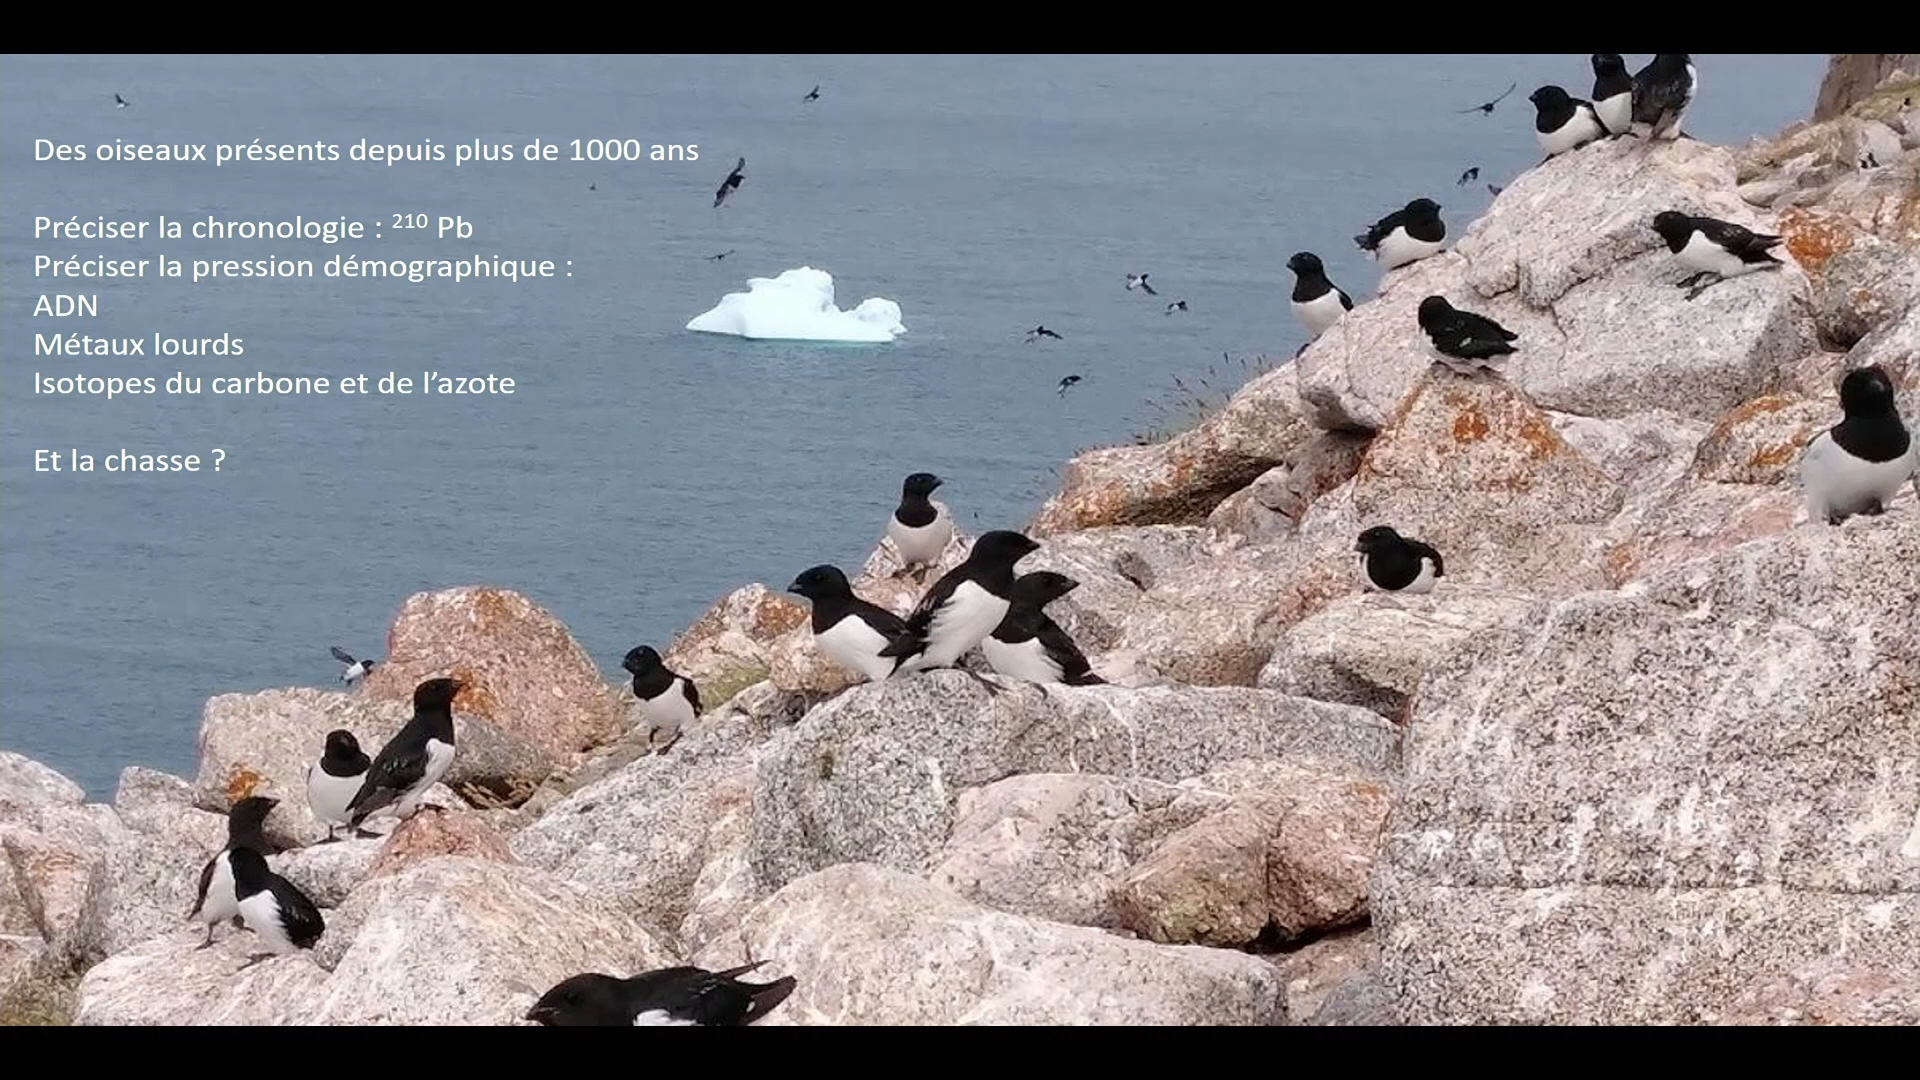 Des oiseaux présents depuis plus de 1000 ans
Préciser la chronologie : ²¹⁰ Pb
Préciser la pression démographique :
ADN
Métaux lourds
Isotopes du carbone et de l’azote
Et la chasse ?